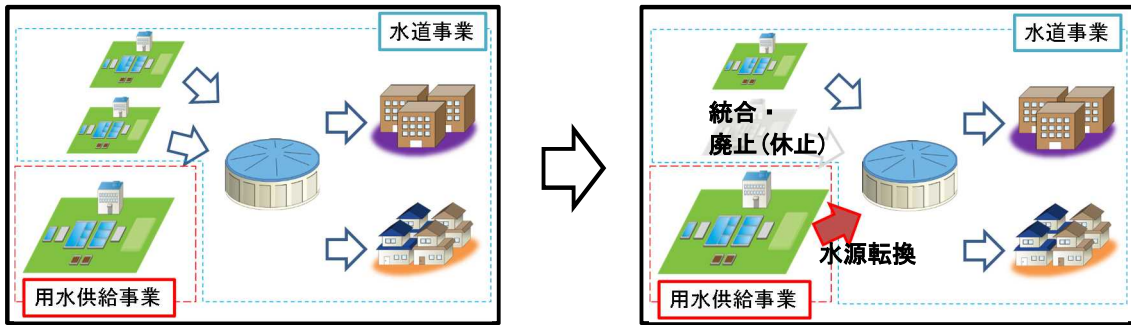 水道事業
用水供給事業
水道事業
統合・
廃止(休止)
水源転換
用水供給事業